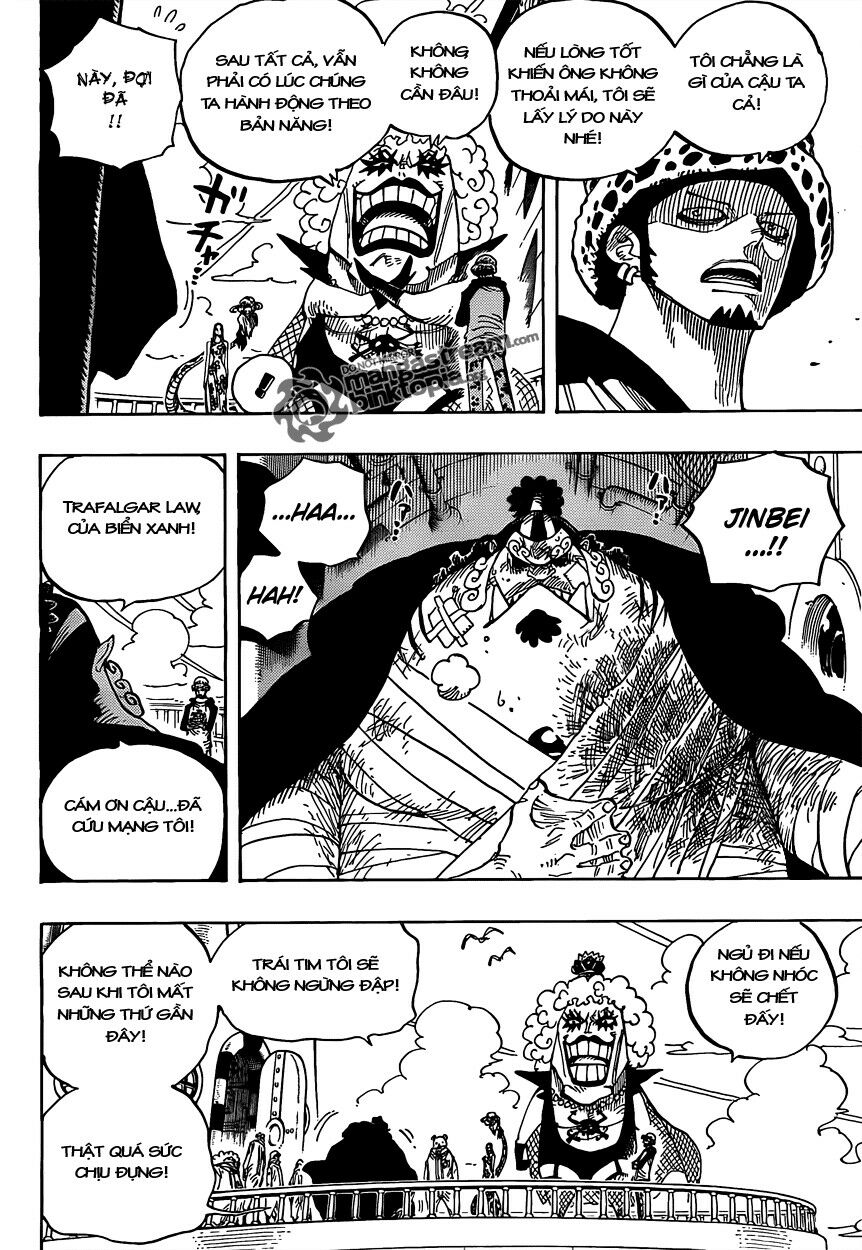 TÔI CHẲNG LÀ
GÌ CỦA CẬU TA
CẢ!
NẾU LÒNG TỐT
KHIẾN ÔNG KHÔNG
THOẢI MÁI, TÔI SẼ
LẤY LÝ DO NÀY
NHÉ!
KHÔNG,
KHÔNG
CẦN ĐÂU!
SAU TẤT CẢ, VẪN
PHẢI CÓ LÚC CHÚNG
TA HÀNH ĐỘNG THEO
BẢN NĂNG!
NÀY, ĐỢI
ĐÃ
!!
ガチャ
JINBEI
...!!
...HAA...
HAH!
TRAFALGAR LAW,
CỦA BIỂN XANH!
CÁM ƠN CẬU...ĐÃ
CỨU MẠNG TÔI!
NGỦ ĐI NẾU
KHÔNG NHÓC
SẼ CHẾT
ĐẤY!
TRÁI TIM TÔI SẼ
KHÔNG NGỪNG ĐẬP!
KHÔNG THỂ NÀO
SAU KHI TÔI MẤT
NHỮNG THỨ GẦN
ĐÂY!
THẬT QUÁ SỨC
CHỊU ĐỰNG!